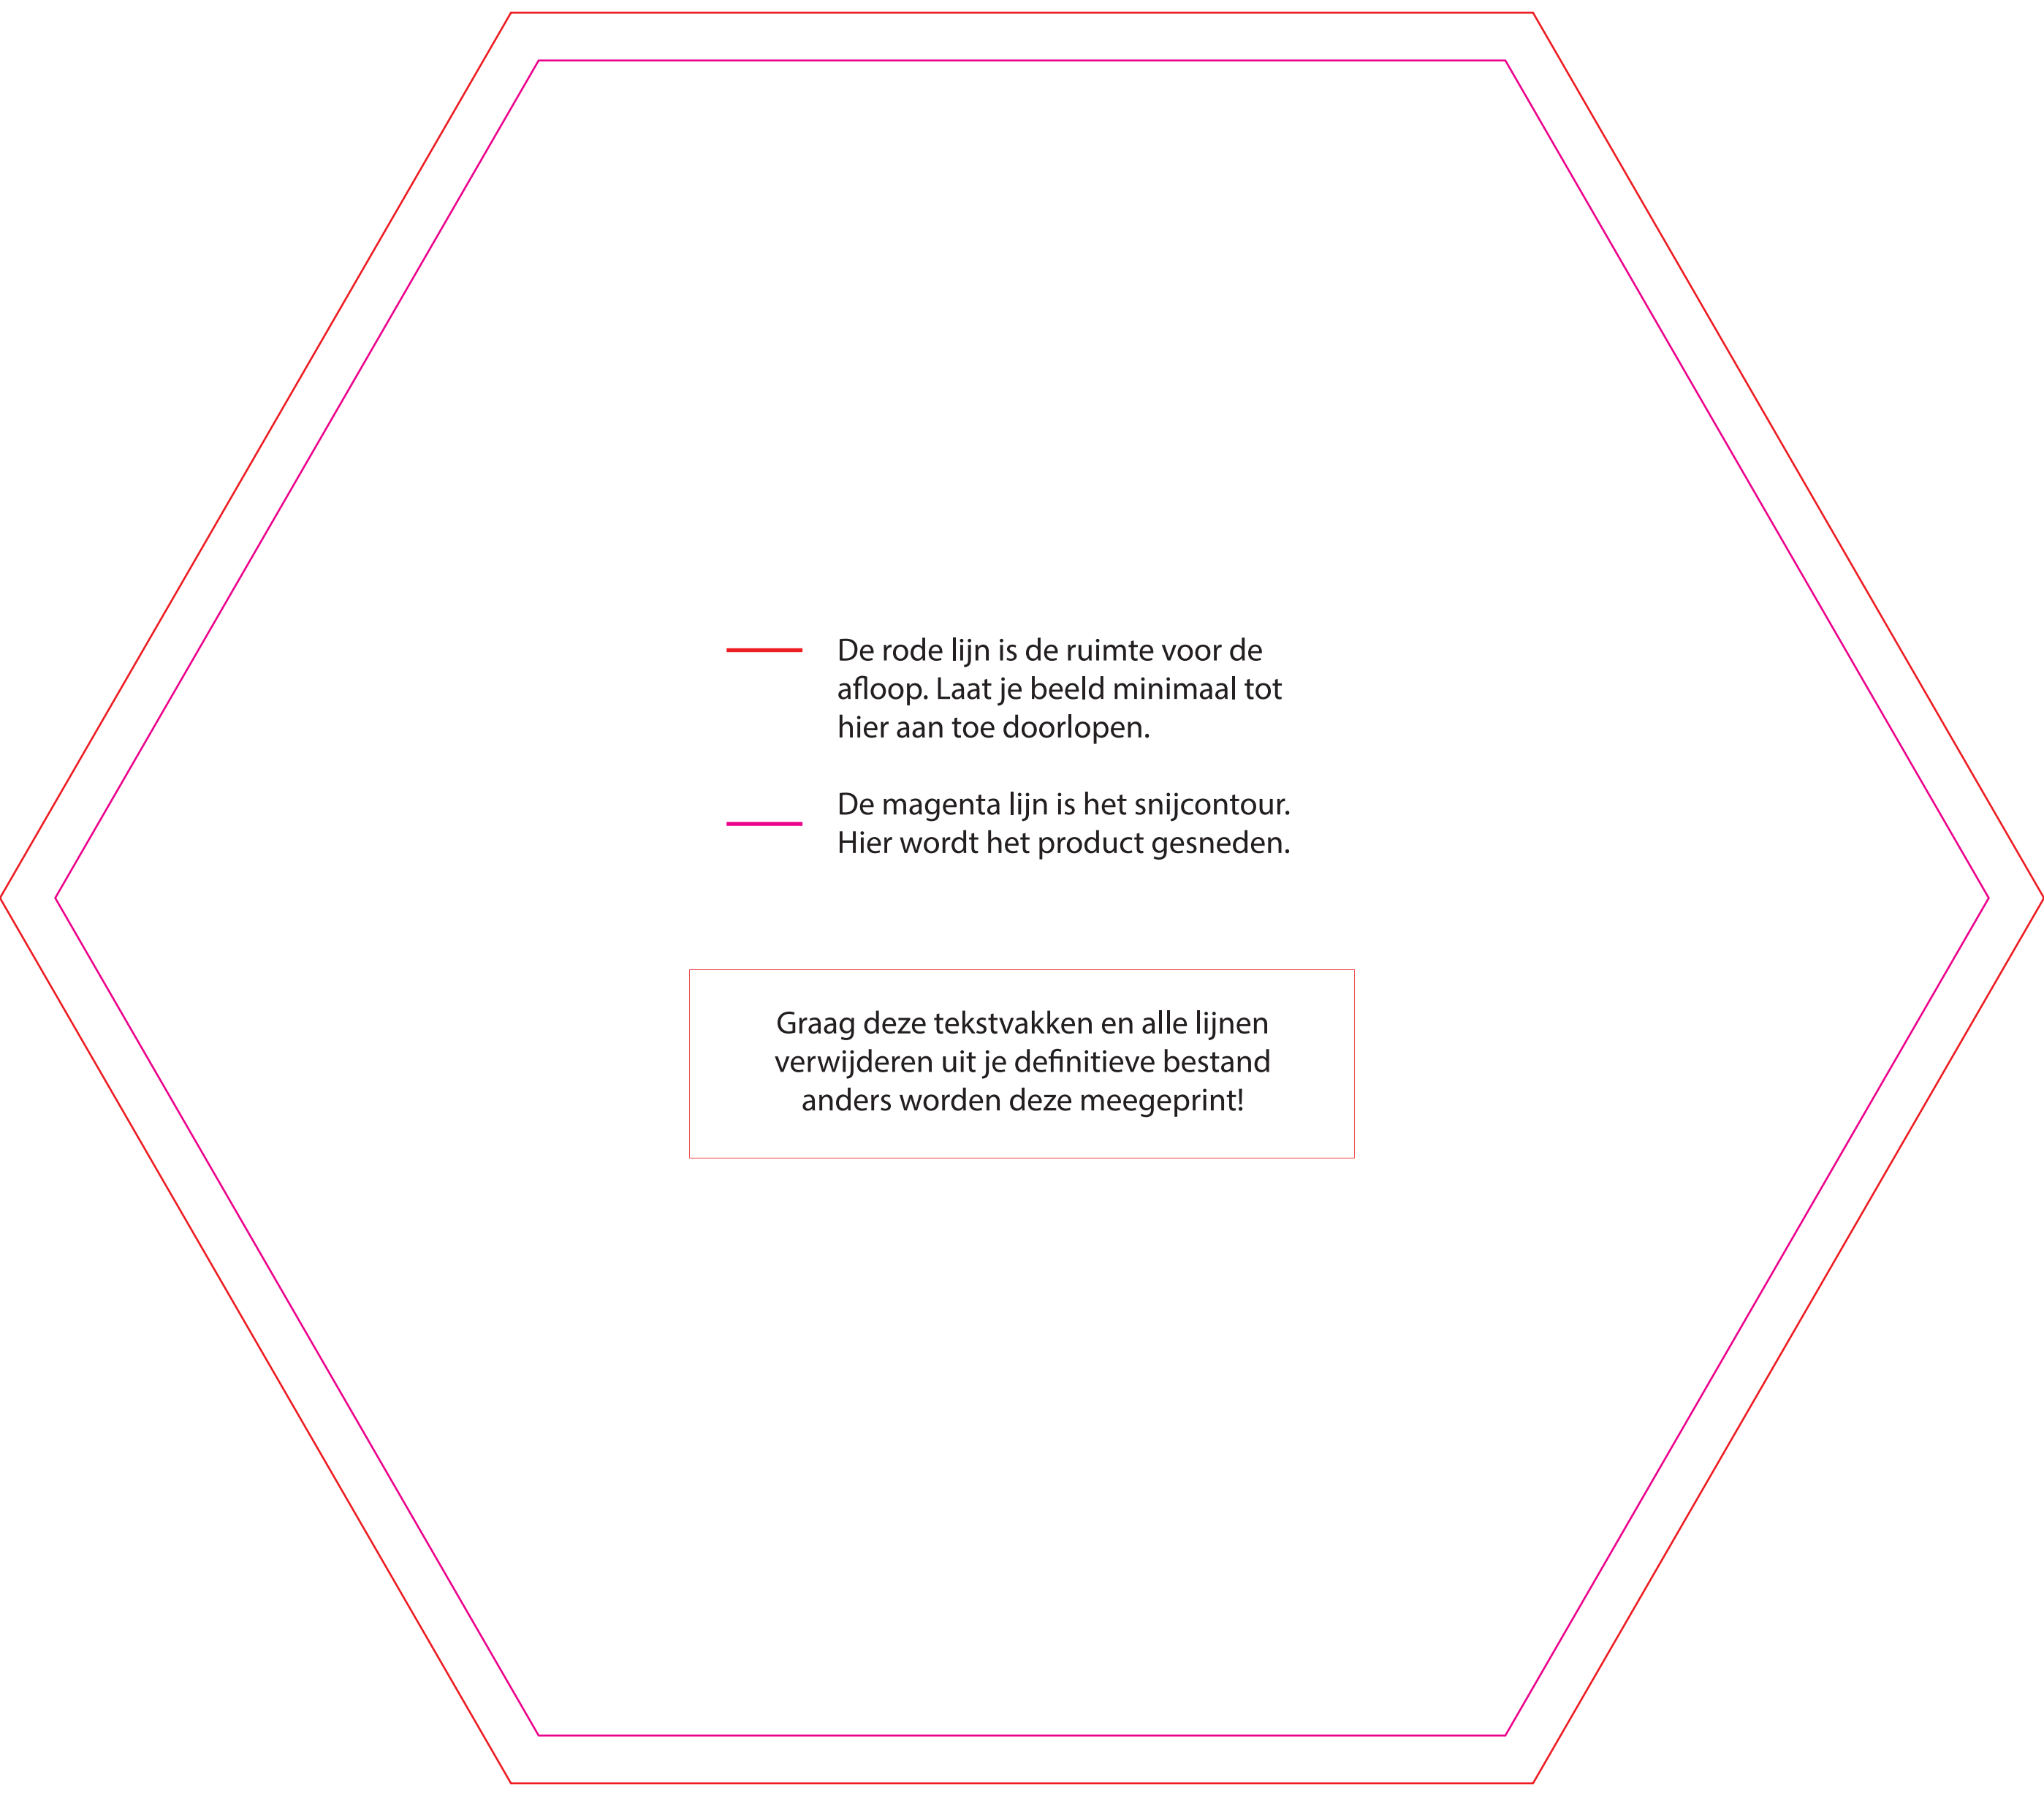 De rode lijn is de ruimte voor de
afloop. Laat je beeld minimaal tot
hier aan toe doorlopen.
De magenta lijn is het snijcontour.
Hier wordt het product gesneden.
Graag deze tekstvakken en alle lijnen
verwijderen uit je definitieve bestand
anders worden deze meegeprint!